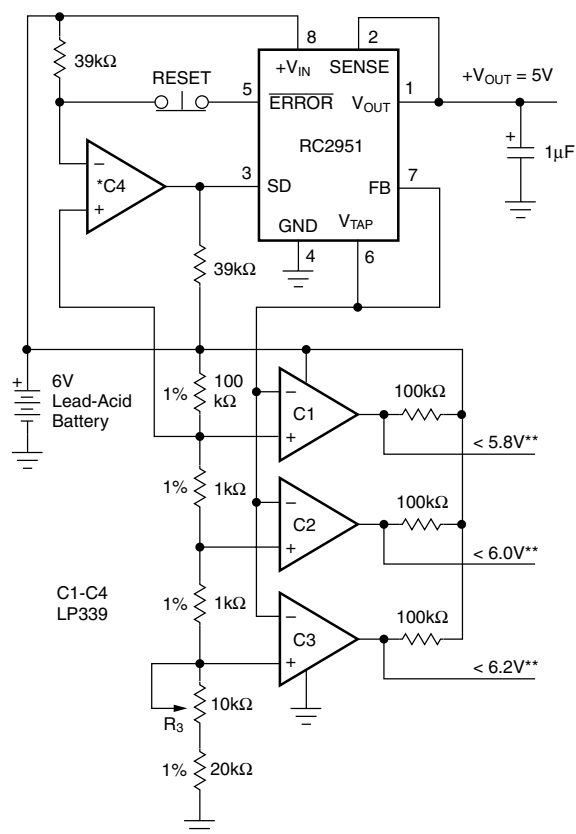 8
2
39kΩ
+VIN
SENSE
+VOUT = 5V
RESET
5
ERROR
VOUT
1
+
1µF
RC2951
−
*C4
+
3
SD
FB
7
GND
VTAP
4
6
39kΩ
+
6V
Lead-Acid
Battery
1%
100
kΩ
−
C1
+
100kΩ
< 5.8V**
1%
1kΩ
−
C2
+
100kΩ
< 6.0V**
C1-C4
LP339
1%
1kΩ
−
C3
+
100kΩ
< 6.2V**
R3
10kΩ
1%
20kΩ